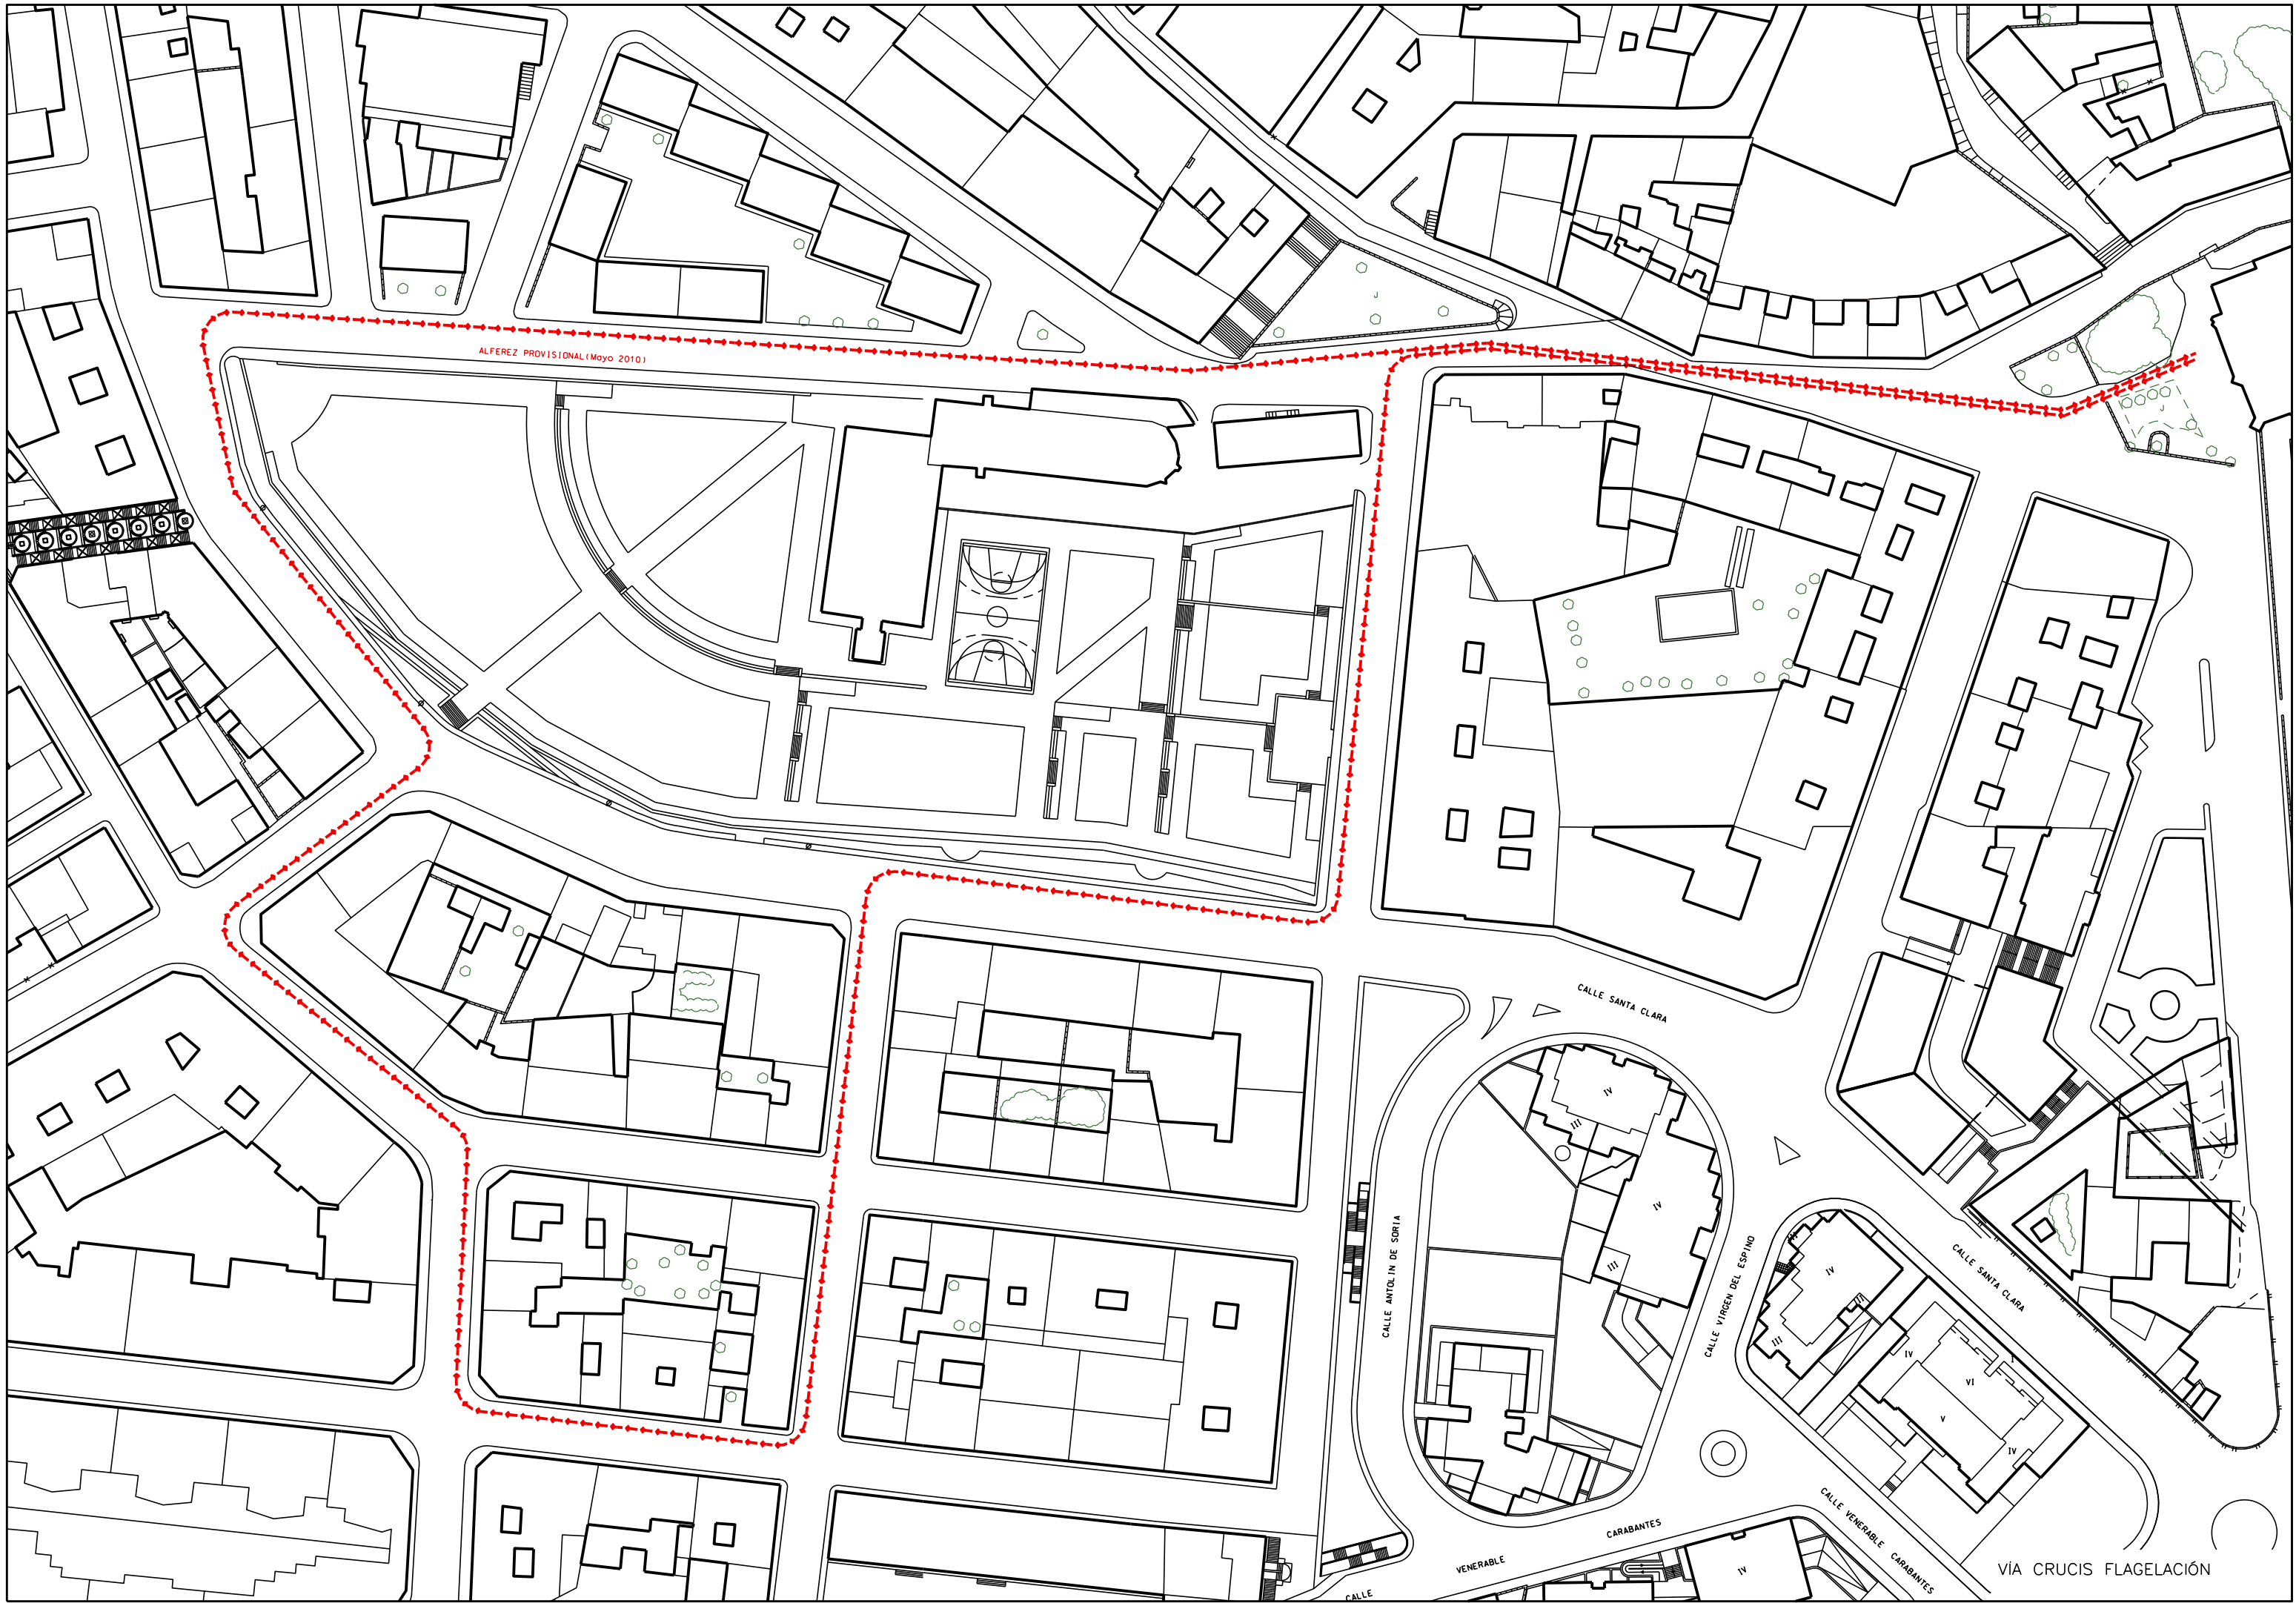 J
ALFEREZ PROVISIONAL(Mayo 2010)
J
CALLE SANTA CLARA
IV
III
IV
III
CALLE ANTOLIN DE SORIA
CALLE VIRGEN DEL ESPINO
CALLE SANTA CLARA
IV
III
IV
I
VI
V
IV
CALLE VENERABLE CARABANTES
CALLE VENERABLE CARABANTES
IV
VÍA CRUCIS FLAGELACIÓN